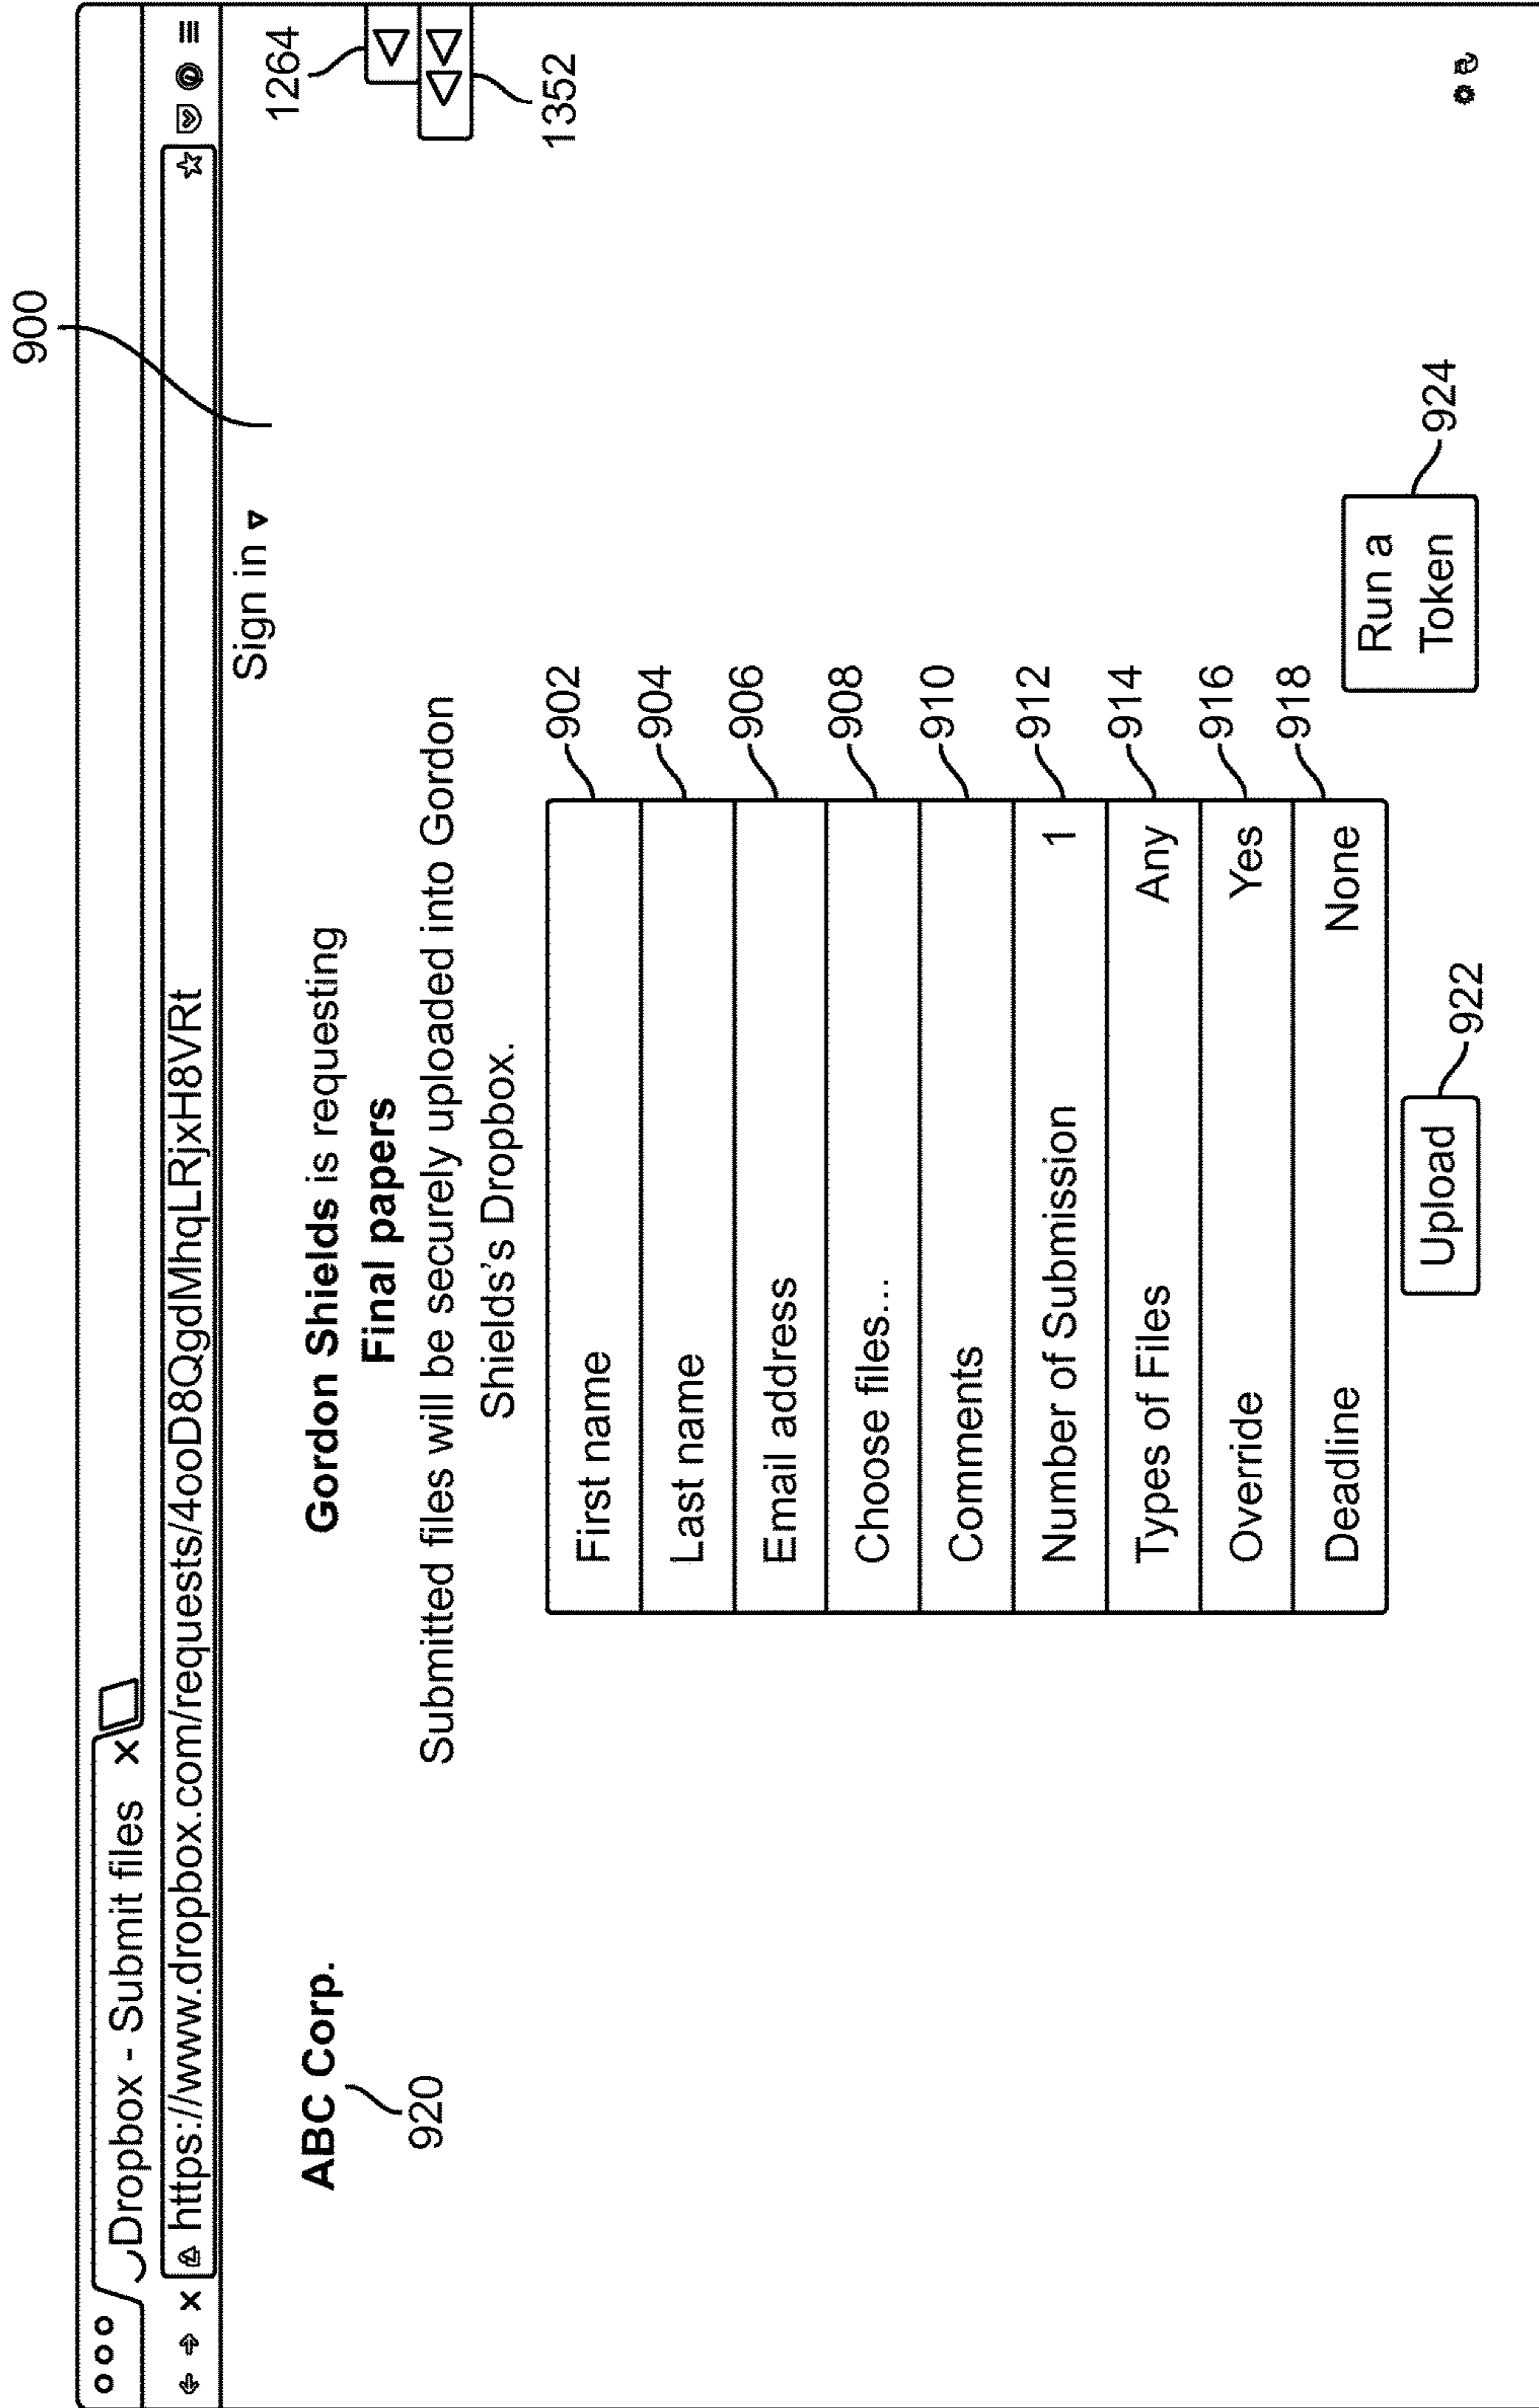 900
Dropbox - Submit files x
https://www.dropbox.com/requests/4ooD8QgdMhqLRjxH8VRt
Sign in
1264
1352
ABC Corp.
920
Gordon Shields is requesting
Final papers
Submitted files will be securely uploaded into Gordon
Shields's Dropbox.
First name 902
Last name 904
Email address 906
Choose files... 908
Comments 910
Number of Submission 1 912
Types of Files Any 914
Override Yes 916
Deadline None 918
Upload
922
Run a
Token
924